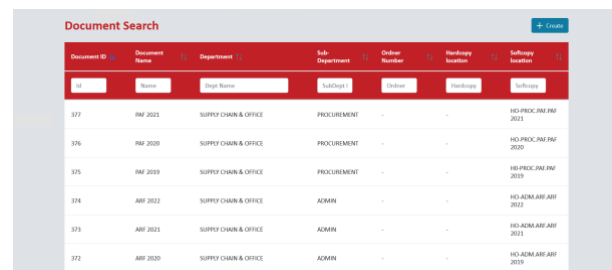 Document Search
+ Create
Document ID
Document Name
Department
Sub-Department
Ordner Number
Hardcopy location
Softcopy location
Id
Name
Dept Name
SubDept I
Ordner
Hardcopy
Softcopy
377 PAF 2021 SUPPLY CHAIN & OFFICE PROCUREMENT - - HO-PROC.PAF.PAF 2021
376 PAF 2020 SUPPLY CHAIN & OFFICE PROCUREMENT - - HO-PROC.PAF.PAF 2020
375 PAF 2019 SUPPLY CHAIN & OFFICE PROCUREMENT - - HO-PROC.PAF.PAF 2019
374 ARF 2022 SUPPLY CHAIN & OFFICE ADMIN - - HO-ADM.ARF.ARF 2022
373 ARF 2021 SUPPLY CHAIN & OFFICE ADMIN - - HO-ADM.ARF.ARF 2021
372 ARF 2020 SUPPLY CHAIN & OFFICE ADMIN - - HO-ADM.ARF.ARF 2019